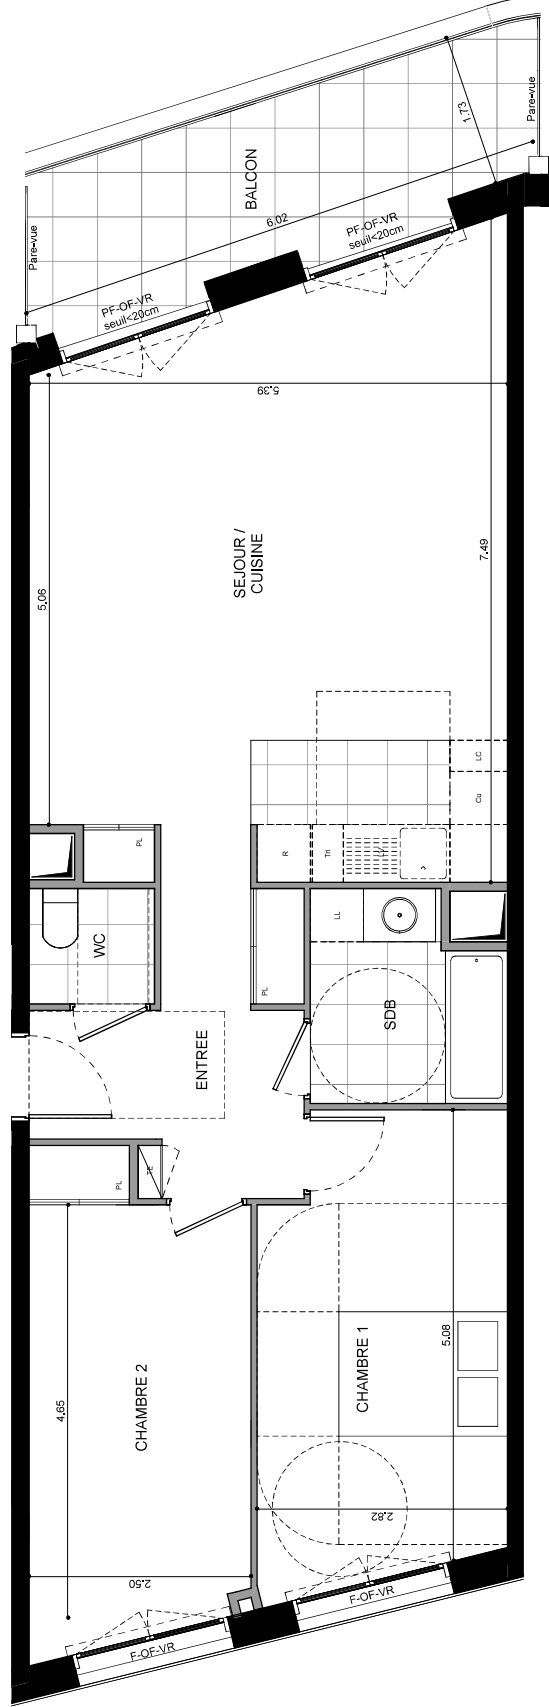 1.73
Pare-vue
BALCON
6.02
PF-OF-VR
seuil<20cm
Pare-vue
PF-OF-VR
seuil<20cm
5.39
SEJOUR /
CUISINE
7.49
5.06
LC
Cu
PL
R
Tri
LV
WC
LL
PL
SDB
ENTREE
PL
TE
CHAMBRE 1
5.08
CHAMBRE 2
4.65
2.82
2.50
F-OF-VR
F-OF-VR